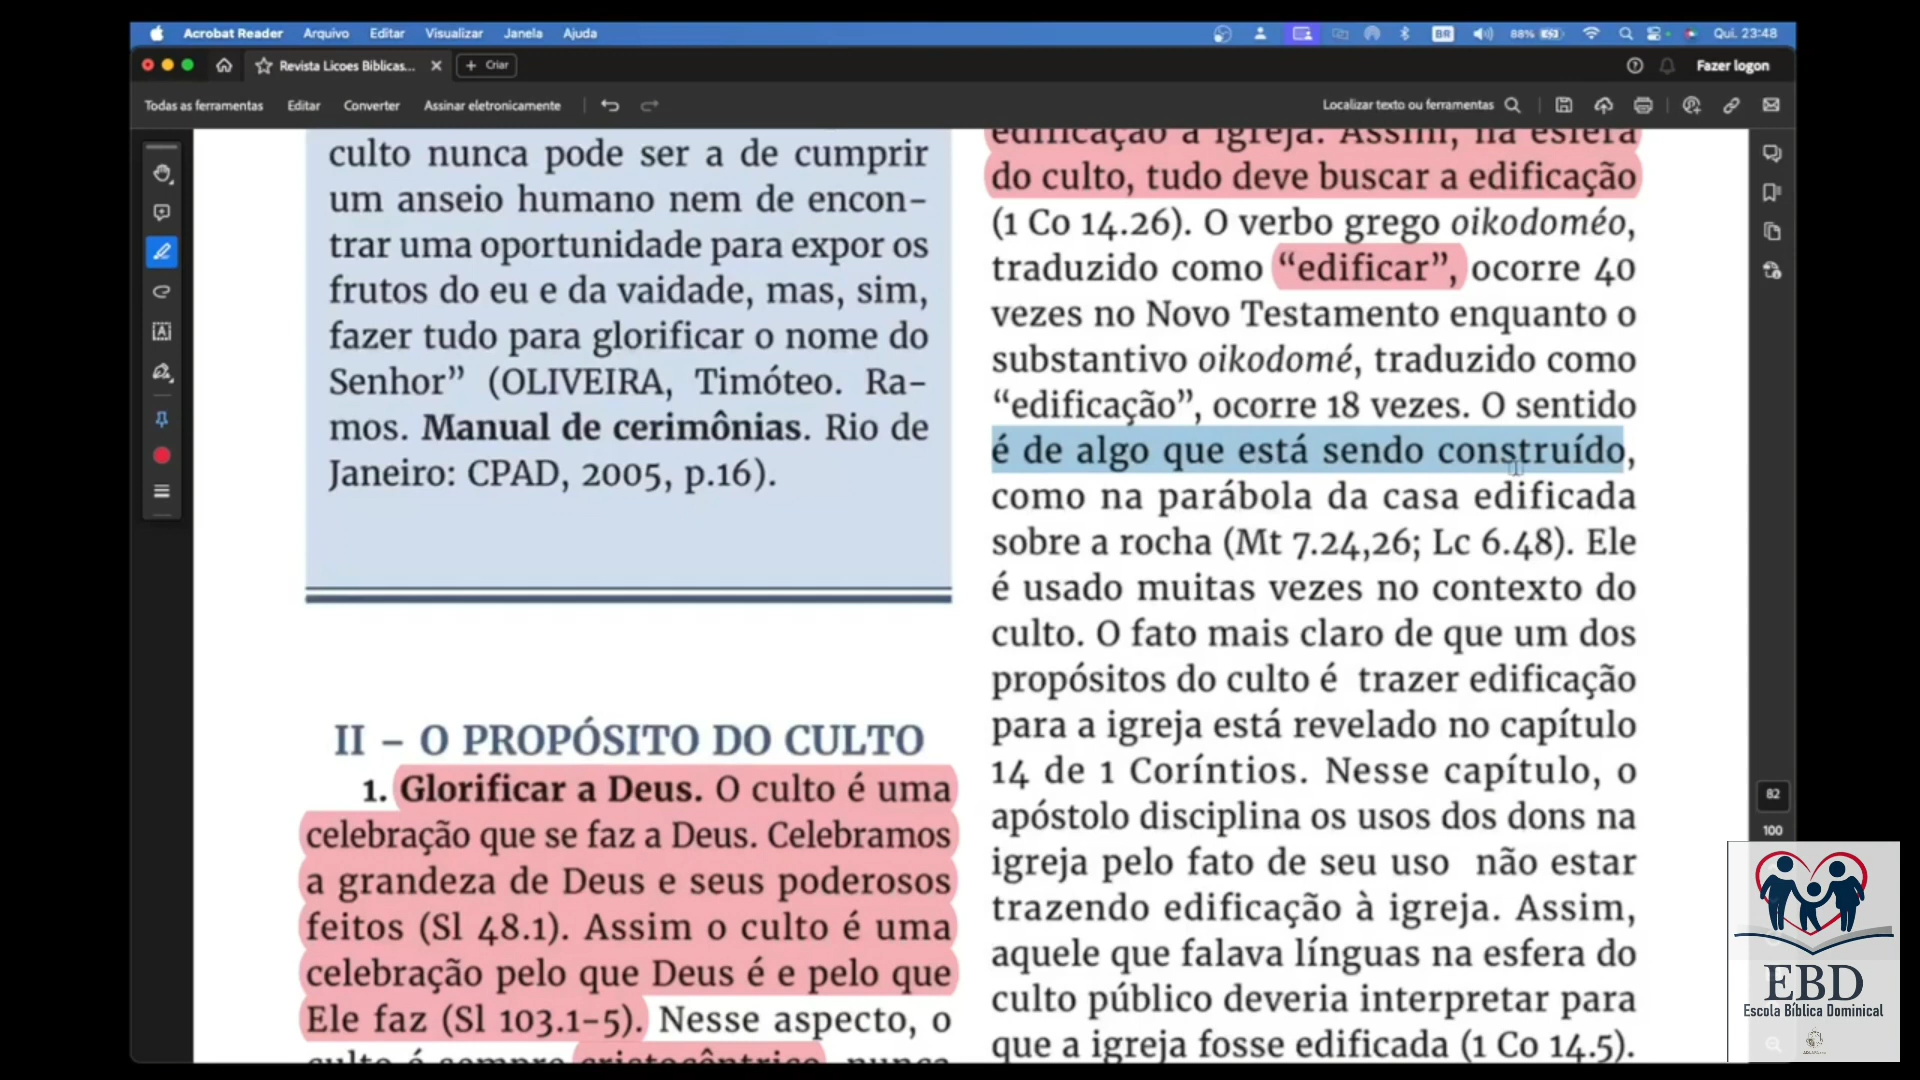 Acrobat Reader Arquivo Editar Visualizar Janela Ajuda BR 88% Qui. 23:48
Revista Licoes Bíblicas... + Criar Fazer logon
Todas as ferramentas Editar Converter Assinar eletronicamente Localizar texto ou ferramentas
culto nunca pode ser a de cumprir
um anseio humano nem de encon-
trar uma oportunidade para expor os
frutos do eu e da vaidade, mas, sim,
fazer tudo para glorificar o nome do
Senhor” (OLIVEIRA, Timóteo. Ra-
mos. Manual de cerimônias. Rio de
Janeiro: CPAD, 2005, p.16).
II – O PROPÓSITO DO CULTO
1. Glorificar a Deus. O culto é uma
celebração que se faz a Deus. Celebramos
a grandeza de Deus e seus poderosos
feitos (Sl 48.1). Assim o culto é uma
celebração pelo que Deus é e pelo que
Ele faz (Sl 103.1-5). Nesse aspecto, o
culto é sempre cristocêntrico, nunca
edificação à igreja. Assim, na esfera
do culto, tudo deve buscar a edificação
(1 Co 14.26). O verbo grego oikodoméo,
traduzido como “edificar”, ocorre 40
vezes no Novo Testamento enquanto o
substantivo oikodomé, traduzido como
“edificação”, ocorre 18 vezes. O sentido
é de algo que está sendo construído,
como na parábola da casa edificada
sobre a rocha (Mt 7.24,26; Lc 6.48). Ele
é usado muitas vezes no contexto do
culto. O fato mais claro de que um dos
propósitos do culto é trazer edificação
para a igreja está revelado no capítulo
14 de 1 Coríntios. Nesse capítulo, o
apóstolo disciplina os usos dos dons na
igreja pelo fato de seu uso não estar
trazendo edificação à igreja. Assim,
aquele que falava línguas na esfera do
culto público deveria interpretar para
que a igreja fosse edificada (1 Co 14.5).
82
100
EBD
Escola Bíblica Dominical